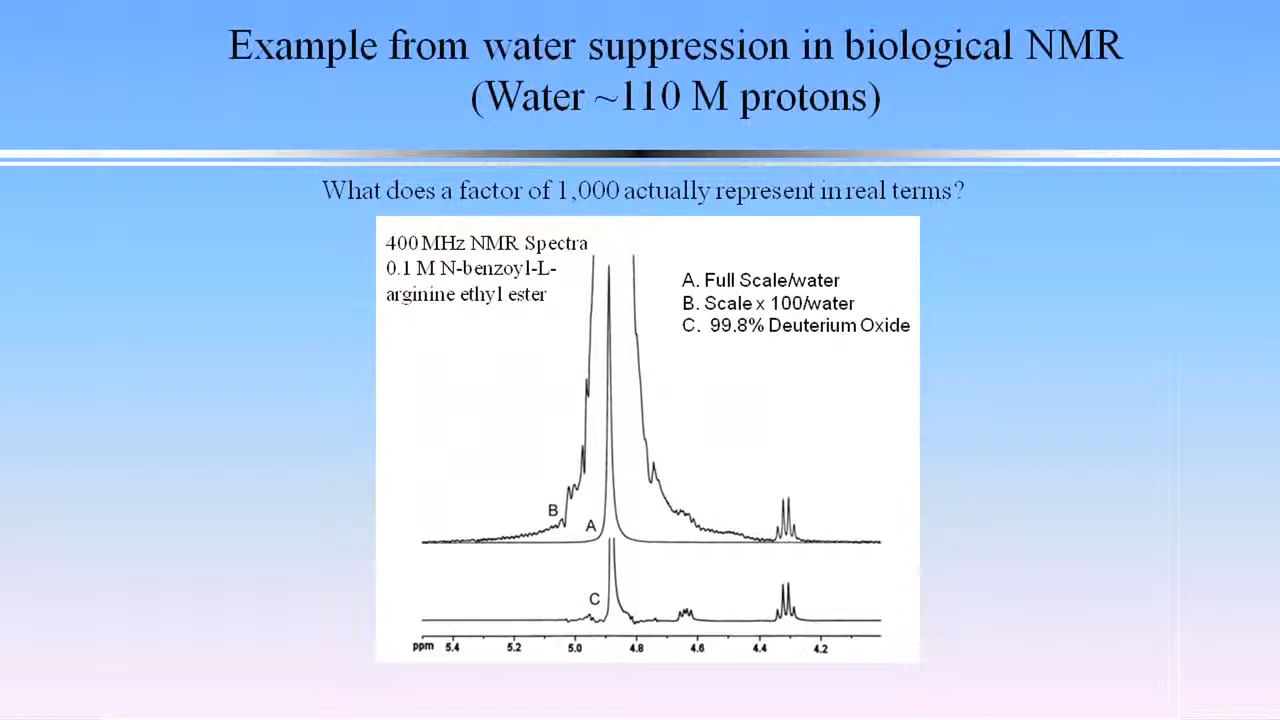 Example from water suppression in biological NMR
(Water ~110 M protons)
What does a factor of 1,000 actually represent in real terms?
400 MHz NMR Spectra
0.1 M N-benzoyl-L-
arginine ethyl ester
A. Full Scale/water
B. Scale x 100/water
C. 99.8% Deuterium Oxide
B
A
C
ppm 5.4 5.2 5.0 4.8 4.6 4.4 4.2